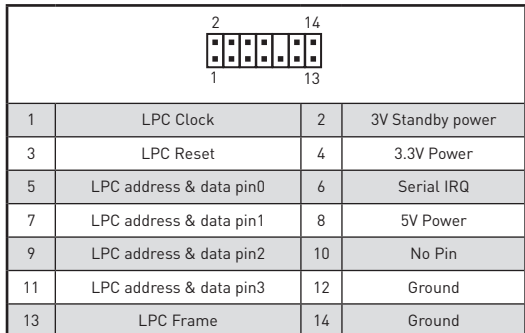 2 14
1 13
1 LPC Clock 2 3V Standby power
3 LPC Reset 4 3.3V Power
5 LPC address & data pin0 6 Serial IRQ
7 LPC address & data pin1 8 5V Power
9 LPC address & data pin2 10 No Pin
11 LPC address & data pin3 12 Ground
13 LPC Frame 14 Ground